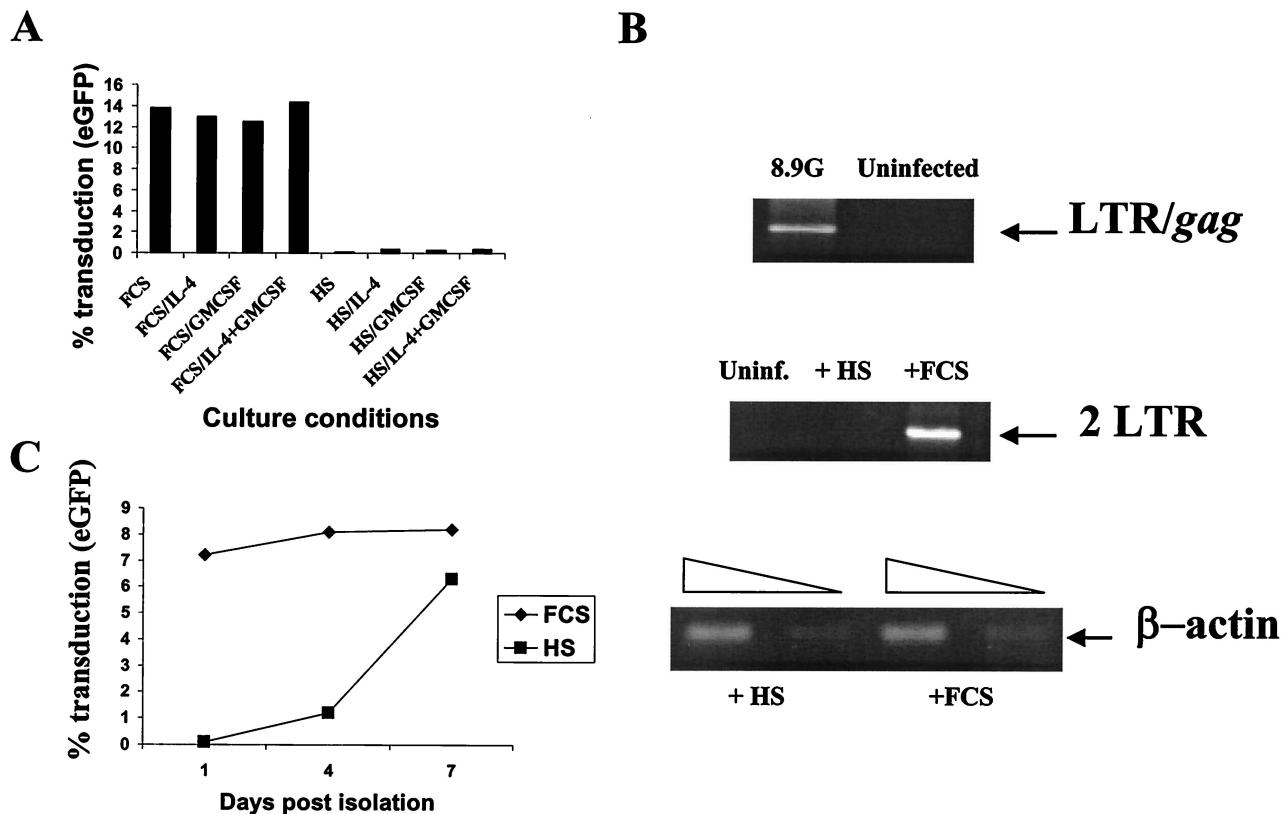 A
% transduction (eGFP)
16
14
12
10
8
6
4
2
0
FCS
FCS/IL-4
FCS/GMCSF
FCS/IL-4+GMCSF
HS
HS/IL-4
HS/GMCSF
HS/IL-4+GMCSF
Culture conditions
B
8.9G Uninfected
LTR/gag
Uninf. + HS +FCS
2 LTR
β–actin
+ HS +FCS
C
% transduction (eGFP)
9
8
7
6
5
4
3
2
1
0
1 4 7
Days post isolation
FCS
HS